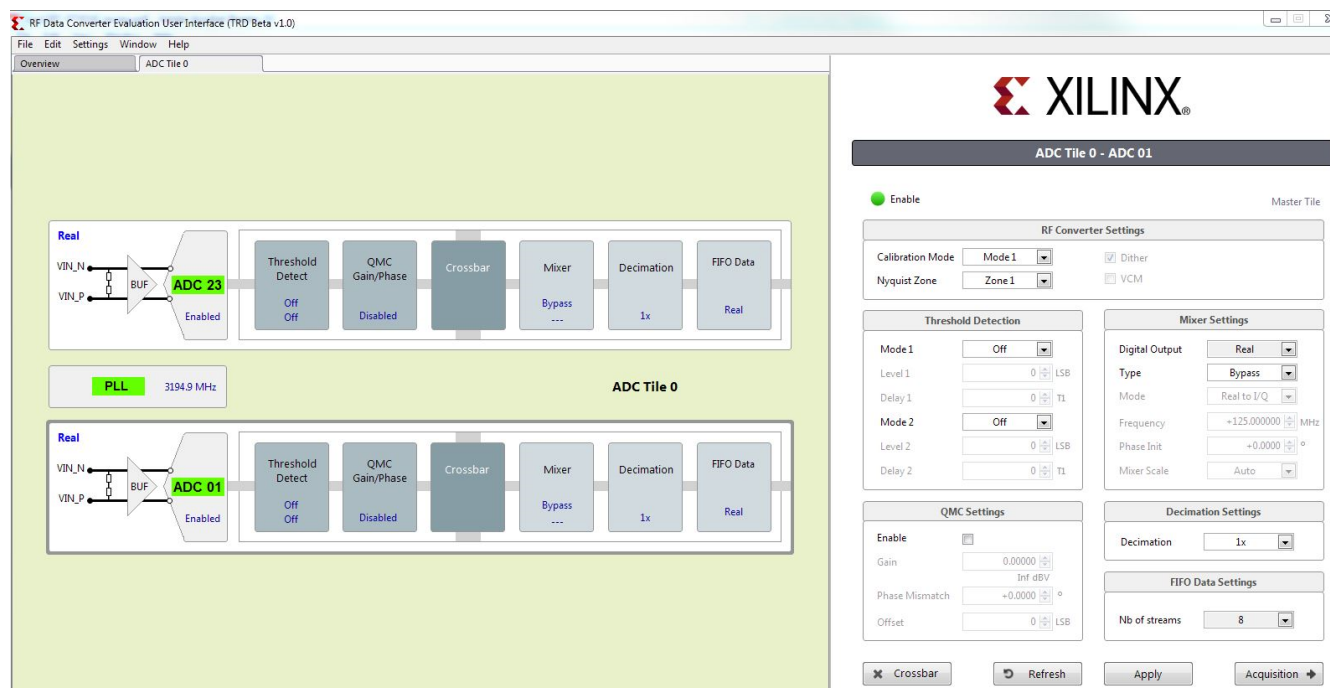 RF Data Converter Evaluation User Interface (TRD Beta v1.0)
File Edit Settings Window Help
Overview
ADC Tile 0
Real
VIN_N
VIN_P
BUF
ADC 23
Enabled
Threshold
Detect
Off
Off
QMC
Gain/Phase
Disabled
Crossbar
Mixer
Bypass
---
Decimation
1x
FIFO Data
Real
PLL
3194.9 MHz
ADC Tile 0
Real
VIN_N
VIN_P
BUF
ADC 01
Enabled
Threshold
Detect
Off
Off
QMC
Gain/Phase
Disabled
Crossbar
Mixer
Bypass
---
Decimation
1x
FIFO Data
Real
XILINX®
ADC Tile 0 - ADC 01
Enable
Master Tile
RF Converter Settings
Calibration Mode Mode 1 Dither
Nyquist Zone Zone 1 VCM
Threshold Detection
Mode 1 Off
Level 1 0 LSB
Delay 1 0 T1
Mode 2 Off
Level 2 0 LSB
Delay 2 0 T1
Mixer Settings
Digital Output Real
Type Bypass
Mode Real to I/Q
Frequency +125.000000 MHz
Phase Init +0.0000 °
Mixer Scale Auto
QMC Settings
Enable
Gain 0.00000
Inf dBV
Phase Mismatch +0.0000 °
Offset 0 LSB
Decimation Settings
Decimation 1x
FIFO Data Settings
Nb of streams 8
Crossbar
Refresh
Apply
Acquisition